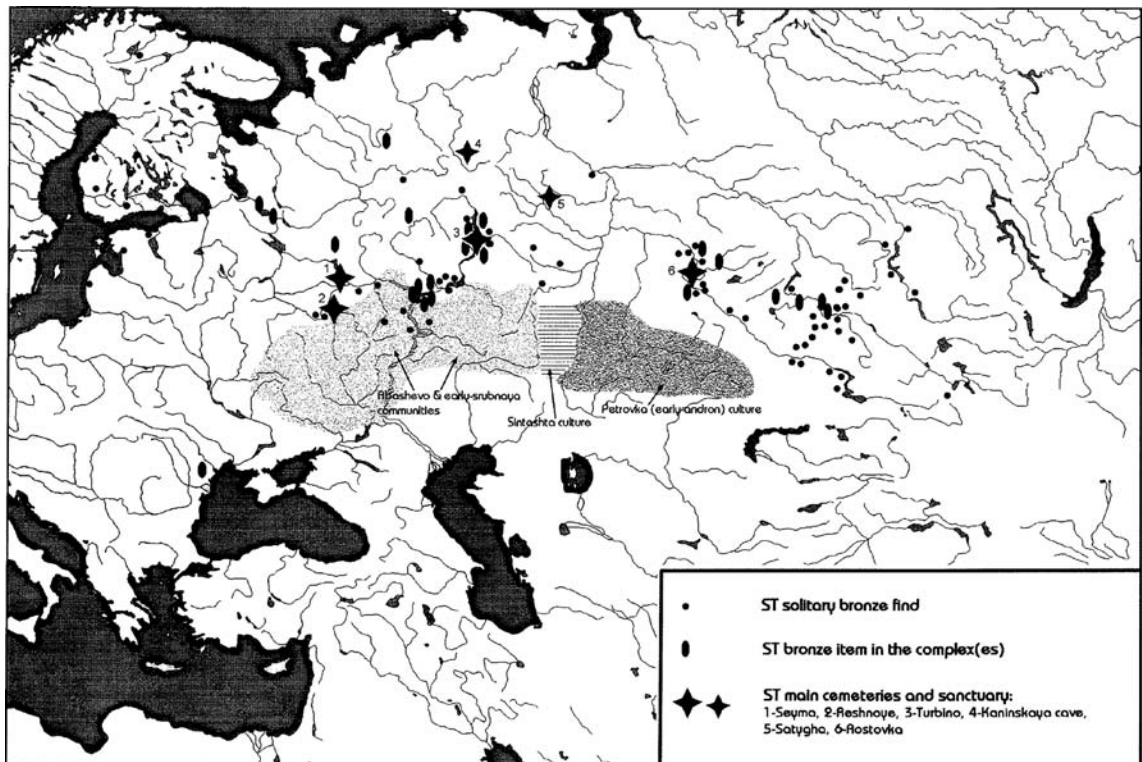 4
5
3
1
6
2
Abashevo & early-srubnaya
communities
Sintashta culture
Petrovka (early-andron) culture
ST solitary bronze find
ST bronze item in the complex(es)
ST main cemeteries and sanctuary:
1-Seyma, 2-Reshnoye, 3-Turbino, 4-Kaninskaya cave,
5-Satygha, 6-Rostovka